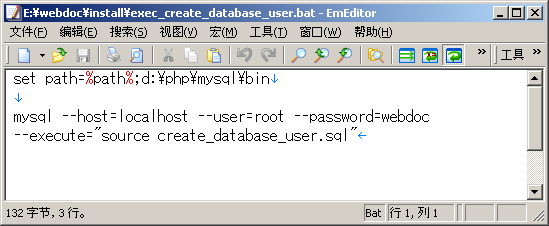 E:¥webdoc¥install¥exec_create_database_user.bat - EmEditor
文件(F) 编辑(E) 搜索(S) 视图(V) 宏(M) 工具(T) 窗口(W) 帮助(H)
工具
set path=%path%;d:¥php¥mysql¥bin↓
↓
mysql --host=localhost --user=root --password=webdoc
--execute="source create_database_user.sql"←
132 字节, 3 行。 Bat 行 1, 列 1